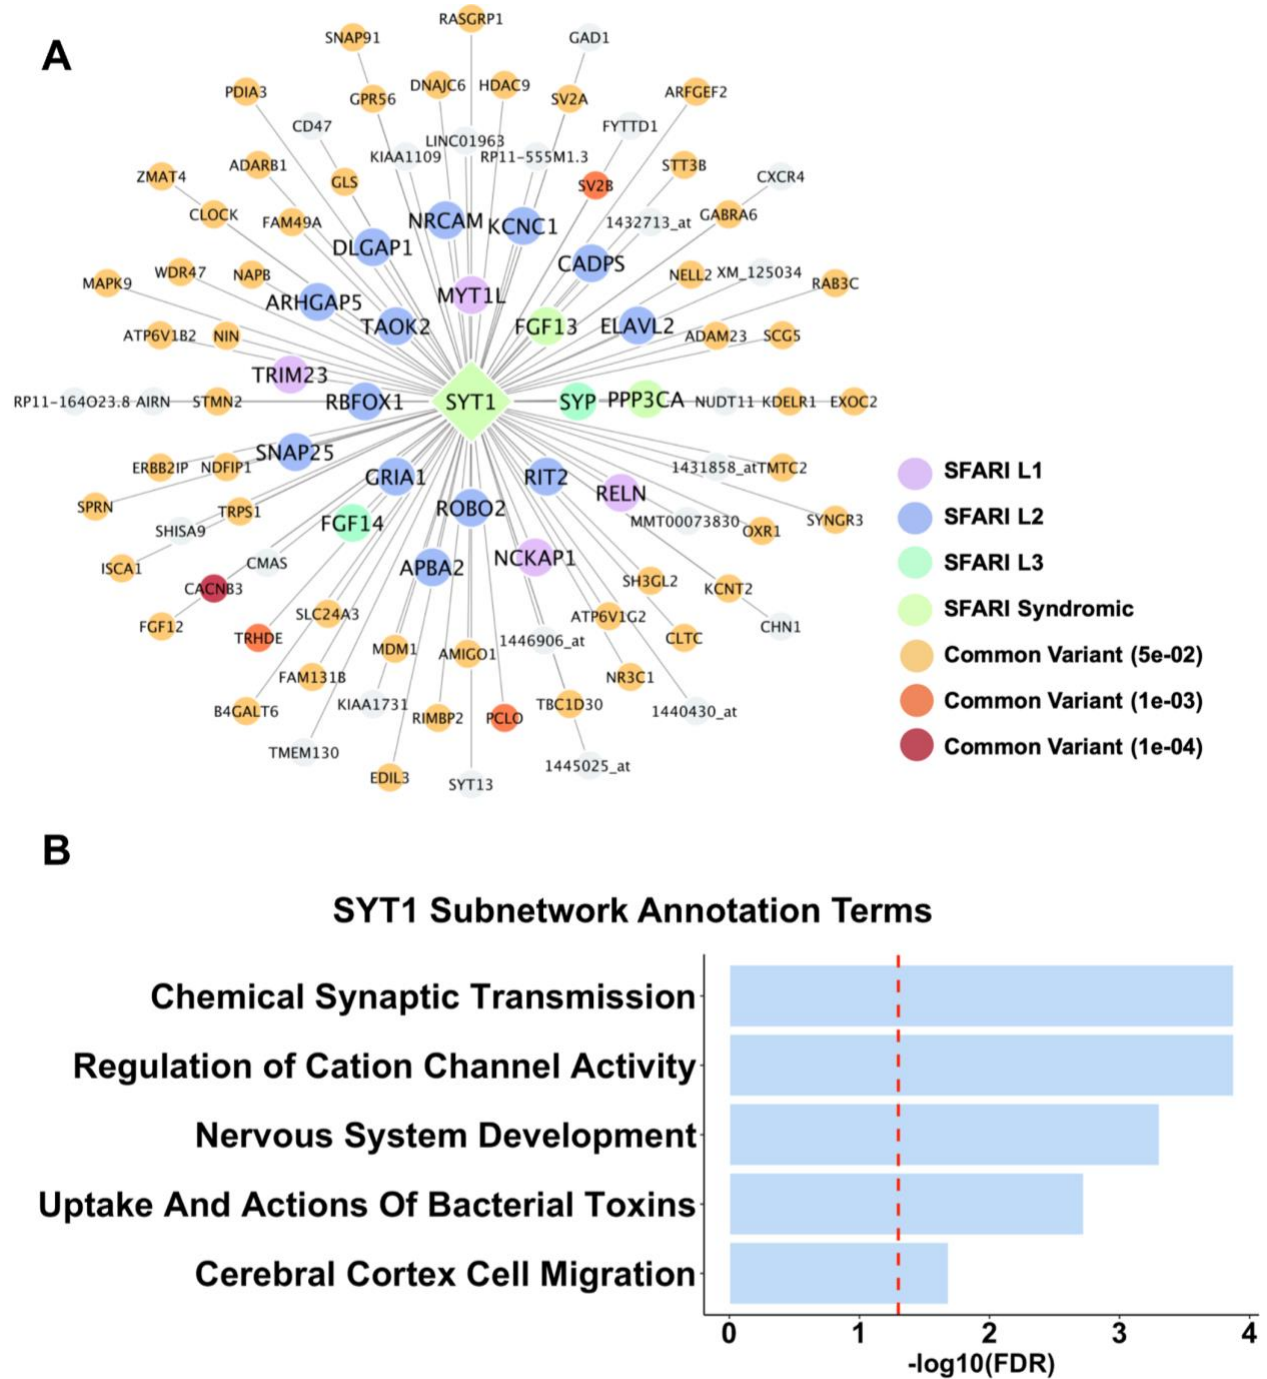 A
RASGRP1
SNAP91
GAD1
PDIA3
DNAJC6
HDAC9
ARFGEF2
GPR56
SV2A
CD47
FYTTD1
LINC01963
KIAA1109
RP11-555M1.3
ADARB1
STT3B
ZMAT4
GLS
SV2B
CXCR4
CLOCK
FAM49A
NRCAM
KCNC1
1432713_at
GABRA6
DLGAP1
CADPS
MAPK9
WDR47
NAPB
NELL2
XM_125034
RAB3C
ARHGAP5
MYT1L
TAOK2
FGF13
ELAVL2
ATP6V1B2
NIN
ADAM23
SCG5
TRIM23
RP11-164O23.8
AIRN
STMN2
RBFOX1
SYT1
SYP
PPP3CA
NUDT11
KDELR1
EXOC2
SNAP25
ERBB2IP
NDFIP1
GRIA1
RIT2
1431858_at
TMTC2
RELN
SPRN
TRPS1
ROBO2
SHISA9
FGF14
MMT00073830
OXR1
SYNGR3
ISCA1
CMAS
APBA2
NCKAP1
CACNB3
SH3GL2
KCNT2
FGF12
SLC24A3
ATP6V1G2
TRHDE
CLTC
CHN1
MDM1
AMIGO1
1446906_at
FAM131B
NR3C1
B4GALT6
KIAA1731
RIMBP2
PCLO
TBC1D30
1440430_at
TMEM130
EDIL3
SYT13
1445025_at
SFARI L1
SFARI L2
SFARI L3
SFARI Syndromic
Common Variant (5e-02)
Common Variant (1e-03)
Common Variant (1e-04)
B
SYT1 Subnetwork Annotation Terms
Chemical Synaptic Transmission
Regulation of Cation Channel Activity
Nervous System Development
Uptake And Actions Of Bacterial Toxins
Cerebral Cortex Cell Migration
0 1 2 3 4
-log10(FDR)